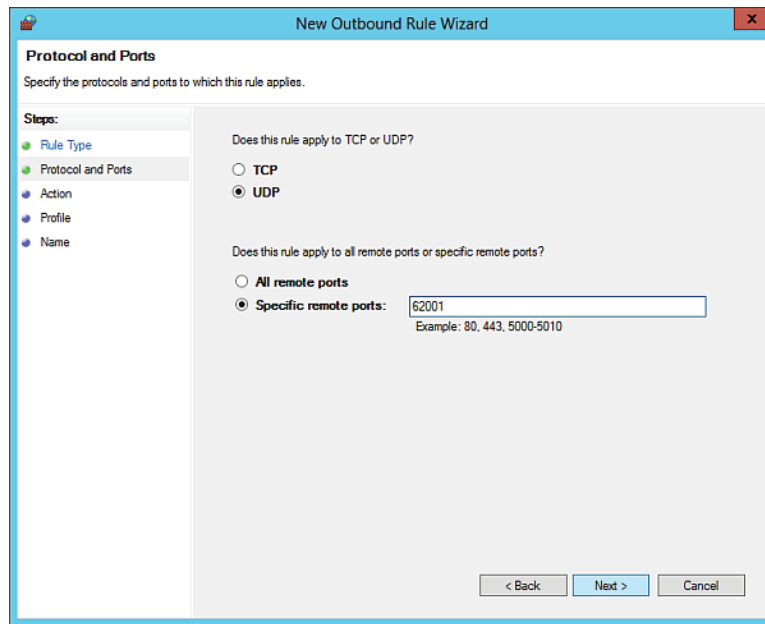 New Outbound Rule Wizard
x
Protocol and Ports
Specify the protocols and ports to which this rule applies.
Steps:
Rule Type
Protocol and Ports
Action
Profile
Name
Does this rule apply to TCP or UDP?
TCP
UDP
Does this rule apply to all remote ports or specific remote ports?
All remote ports
Specific remote ports: 62001
Example: 80, 443, 5000-5010
< Back Next > Cancel